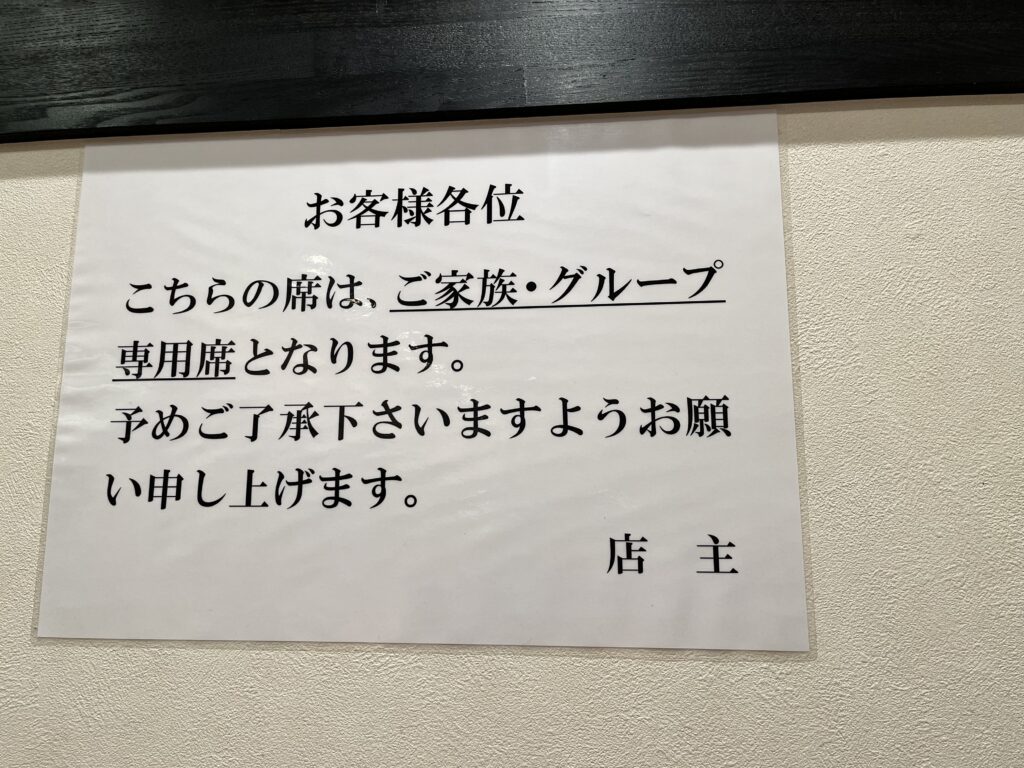 お客様各位
こちらの席は、ご家族・グループ
専用席となります。
予めご了承下さいますようお願
い申し上げます。
店　主